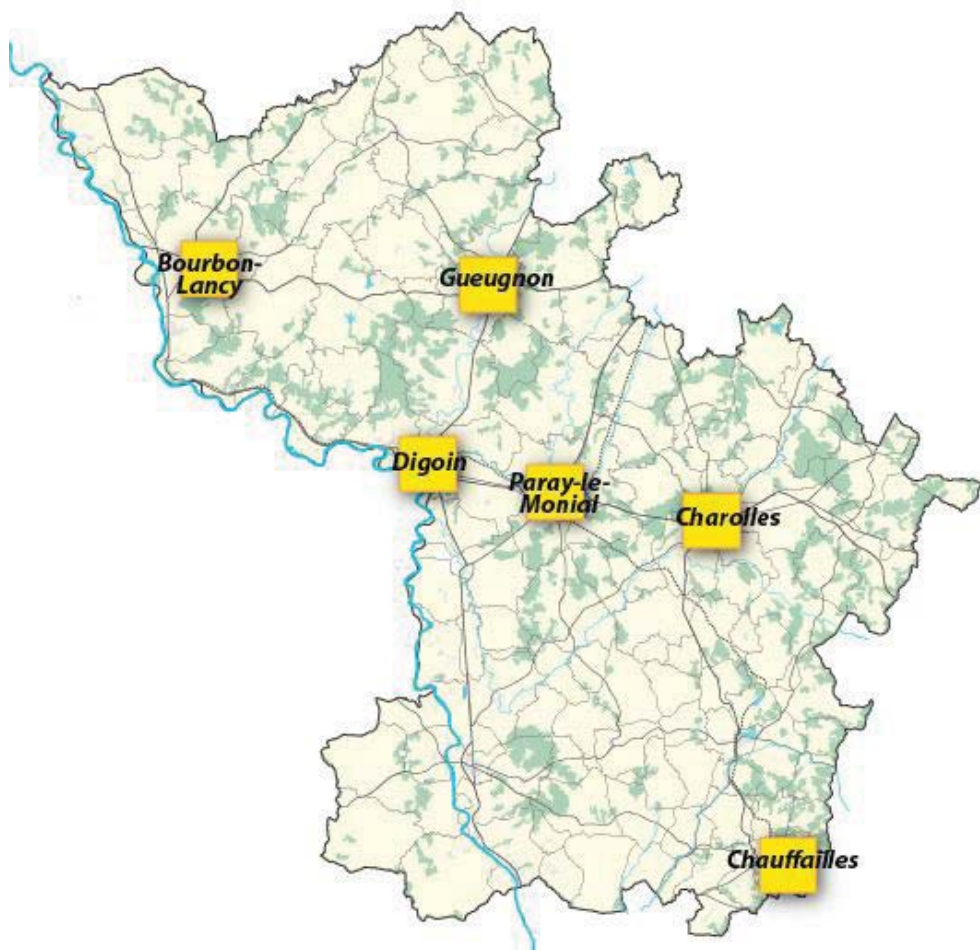 Bourbon-
Lancy
Gueugnon
Digoin
Paray-le-
Monial
Charolles
Chauffailles